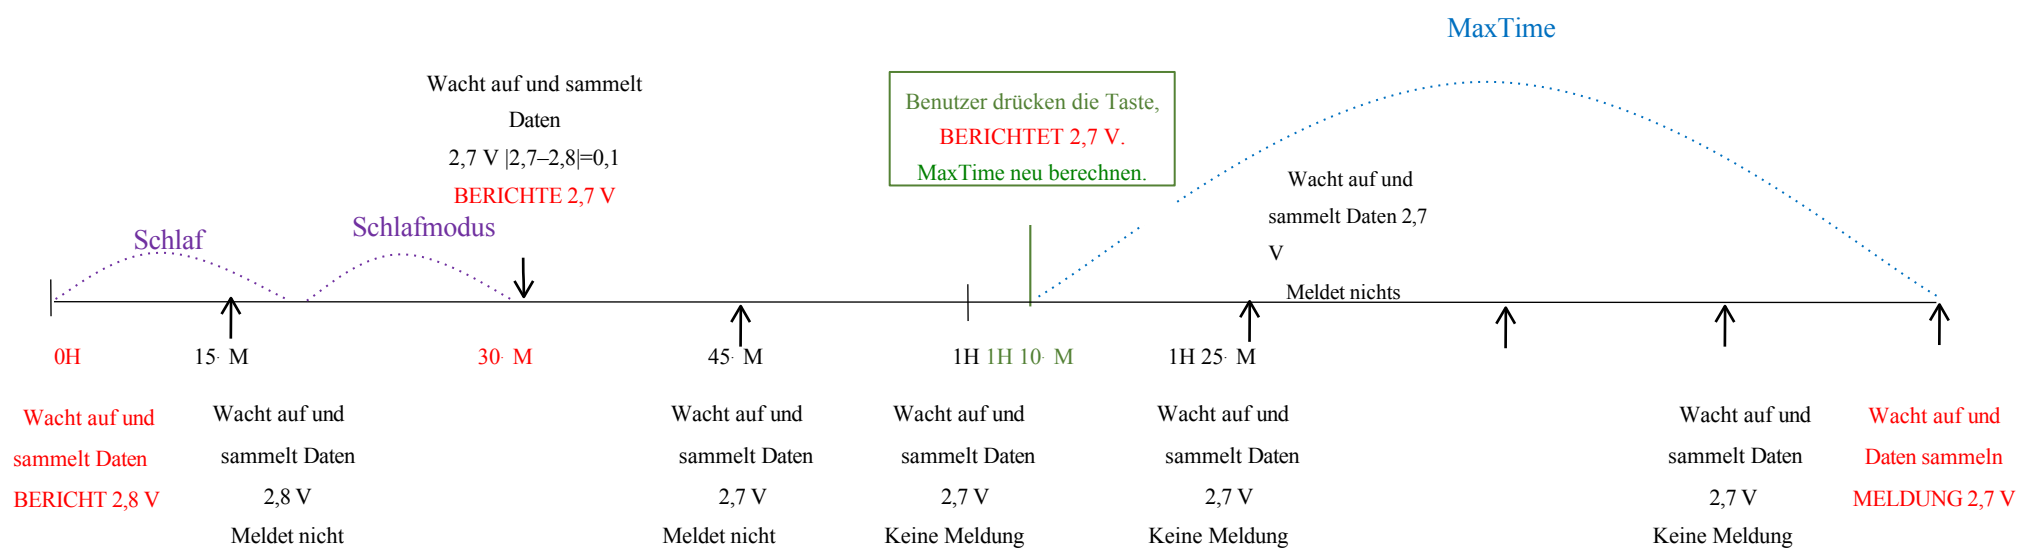 MaxTime
Wacht auf und sammelt
Daten
2,7 V |2,7–2,8|=0,1
BERICHTE 2,7 V
Benutzer drücken die Taste,
BERICHTET 2,7 V.
MaxTime neu berechnen.
Wacht auf und
sammelt Daten 2,7
V
Meldet nichts
Schlaf
Schlafmodus
0H
15· M
30· M
45· M
1H
1H 10· M
1H 25· M
Wacht auf und
sammelt Daten
BERICHT 2,8 V
Wacht auf und
sammelt Daten
2,8 V
Meldet nicht
Wacht auf und
sammelt Daten
2,7 V
Meldet nicht
Wacht auf und
sammelt Daten
2,7 V
Keine Meldung
Wacht auf und
sammelt Daten
2,7 V
Keine Meldung
Wacht auf und
sammelt Daten
2,7 V
Keine Meldung
Wacht auf und
Daten sammeln
MELDUNG 2,7 V